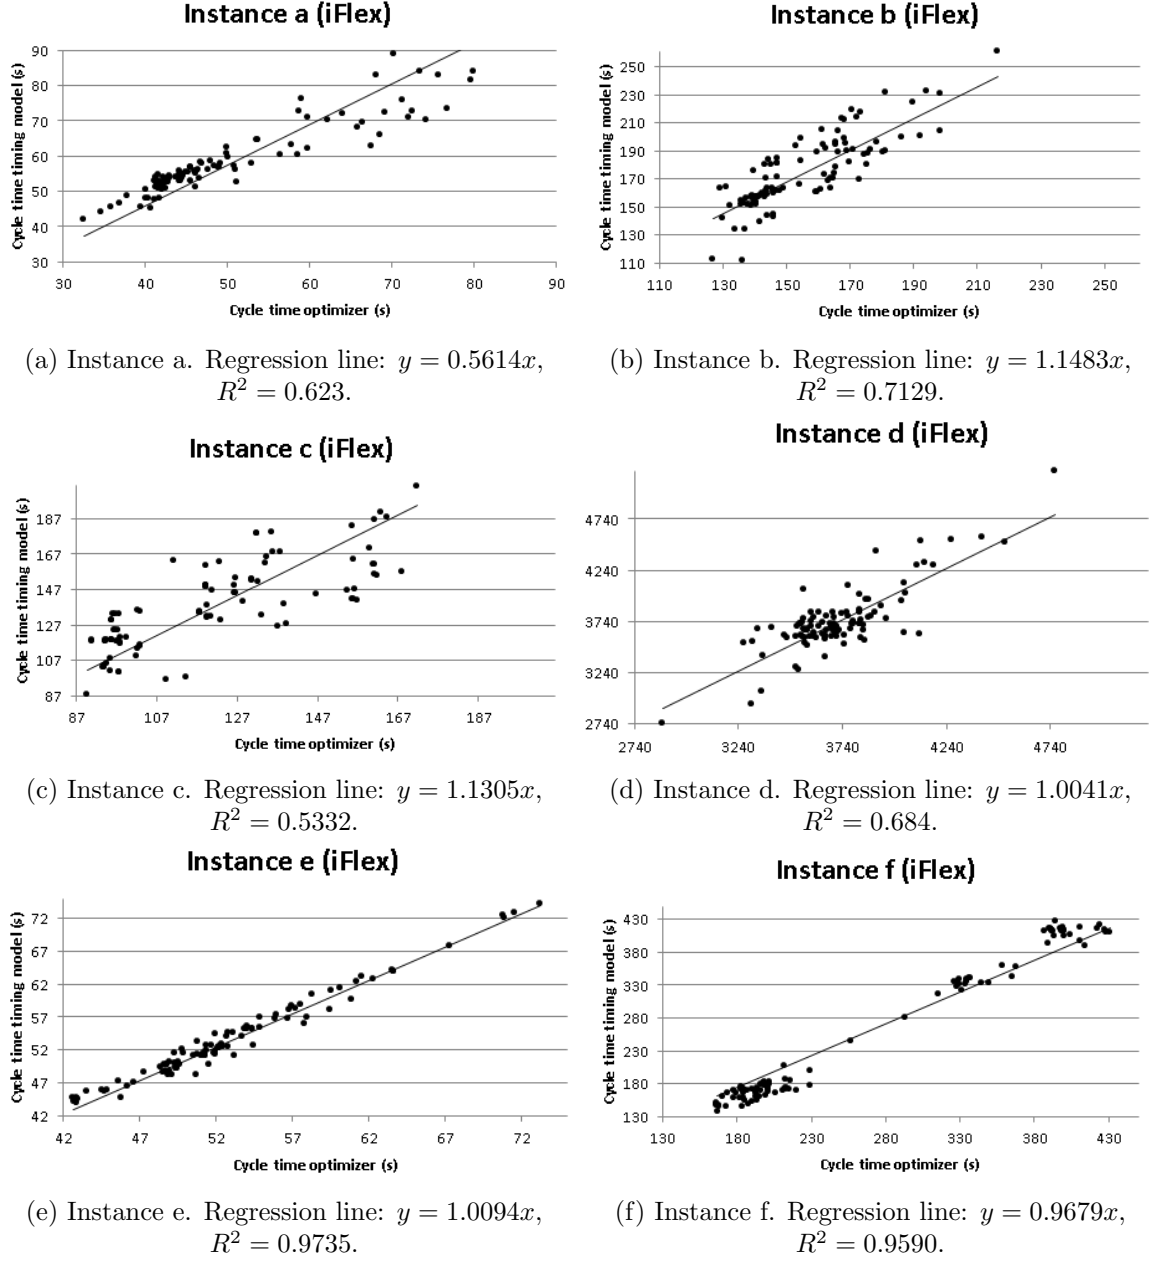 Instance a (iFlex)
Cycle time timing model (s)
90
80
70
60
50
40
30
30 40 50 60 70 80 90
Cycle time optimizer (s)
(a) Instance a. Regression line: y = 0.5614x,
R² = 0.623.
Instance b (iFlex)
Cycle time timing model (s)
250
230
210
190
170
150
130
110
110 130 150 170 190 210 230 250
Cycle time optimizer (s)
(b) Instance b. Regression line: y = 1.1483x,
R² = 0.7129.
Instance c (iFlex)
Cycle time timing model (s)
187
167
147
127
107
87
87 107 127 147 167 187
Cycle time optimizer (s)
(c) Instance c. Regression line: y = 1.1305x,
R² = 0.5332.
Instance d (iFlex)
4740
4240
3740
3240
2740
2740 3240 3740 4240 4740
(d) Instance d. Regression line: y = 1.0041x,
R² = 0.684.
Instance e (iFlex)
Cycle time timing model (s)
72
67
62
57
52
47
42
42 47 52 57 62 67 72
Cycle time optimizer (s)
(e) Instance e. Regression line: y = 1.0094x,
R² = 0.9735.
Instance f (iFlex)
Cycle time timing model (s)
430
380
330
280
230
180
130
130 180 230 280 330 380 430
Cycle time optimizer (s)
(f) Instance f. Regression line: y = 0.9679x,
R² = 0.9590.